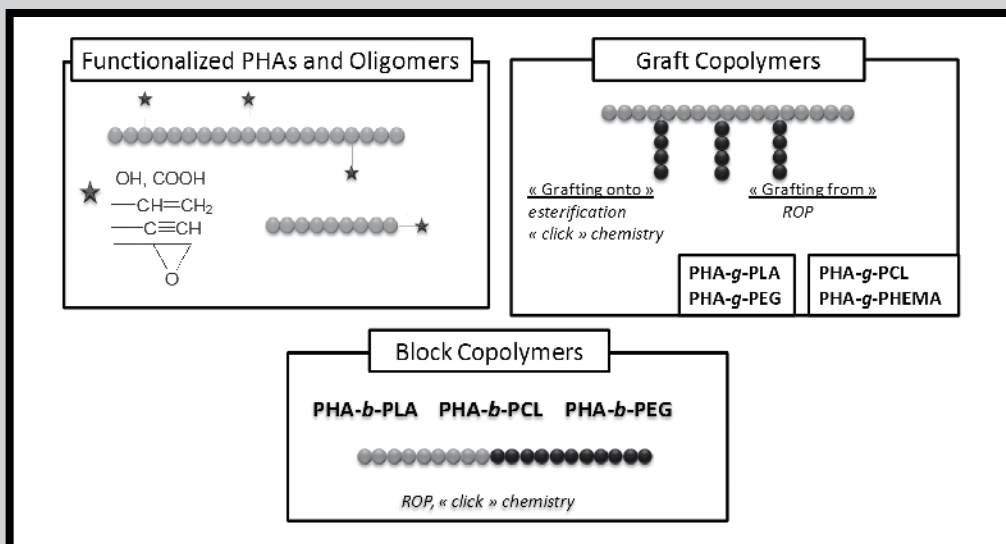 Functionalized PHAs and Oligomers
OH, COOH
—CH=CH₂
—C≡CH
O
Graft Copolymers
« Grafting onto »
esterification
« click » chemistry
« Grafting from »
ROP
PHA-g-PLA
PHA-g-PEG
PHA-g-PCL
PHA-g-PHEMA
Block Copolymers
PHA-b-PLA PHA-b-PCL PHA-b-PEG
ROP, « click » chemistry